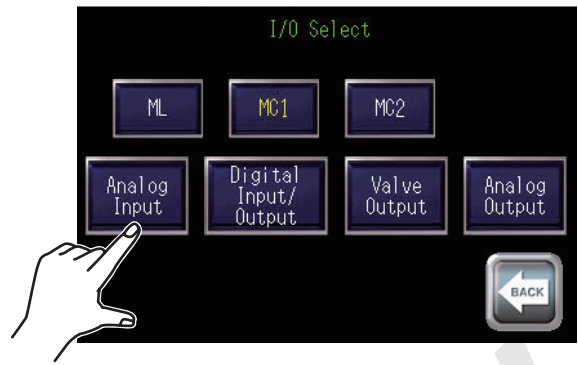 I/O Select
ML MC1 MC2
Analog Input
Digital Input/ Output
Valve Output
Analog Output
BACK